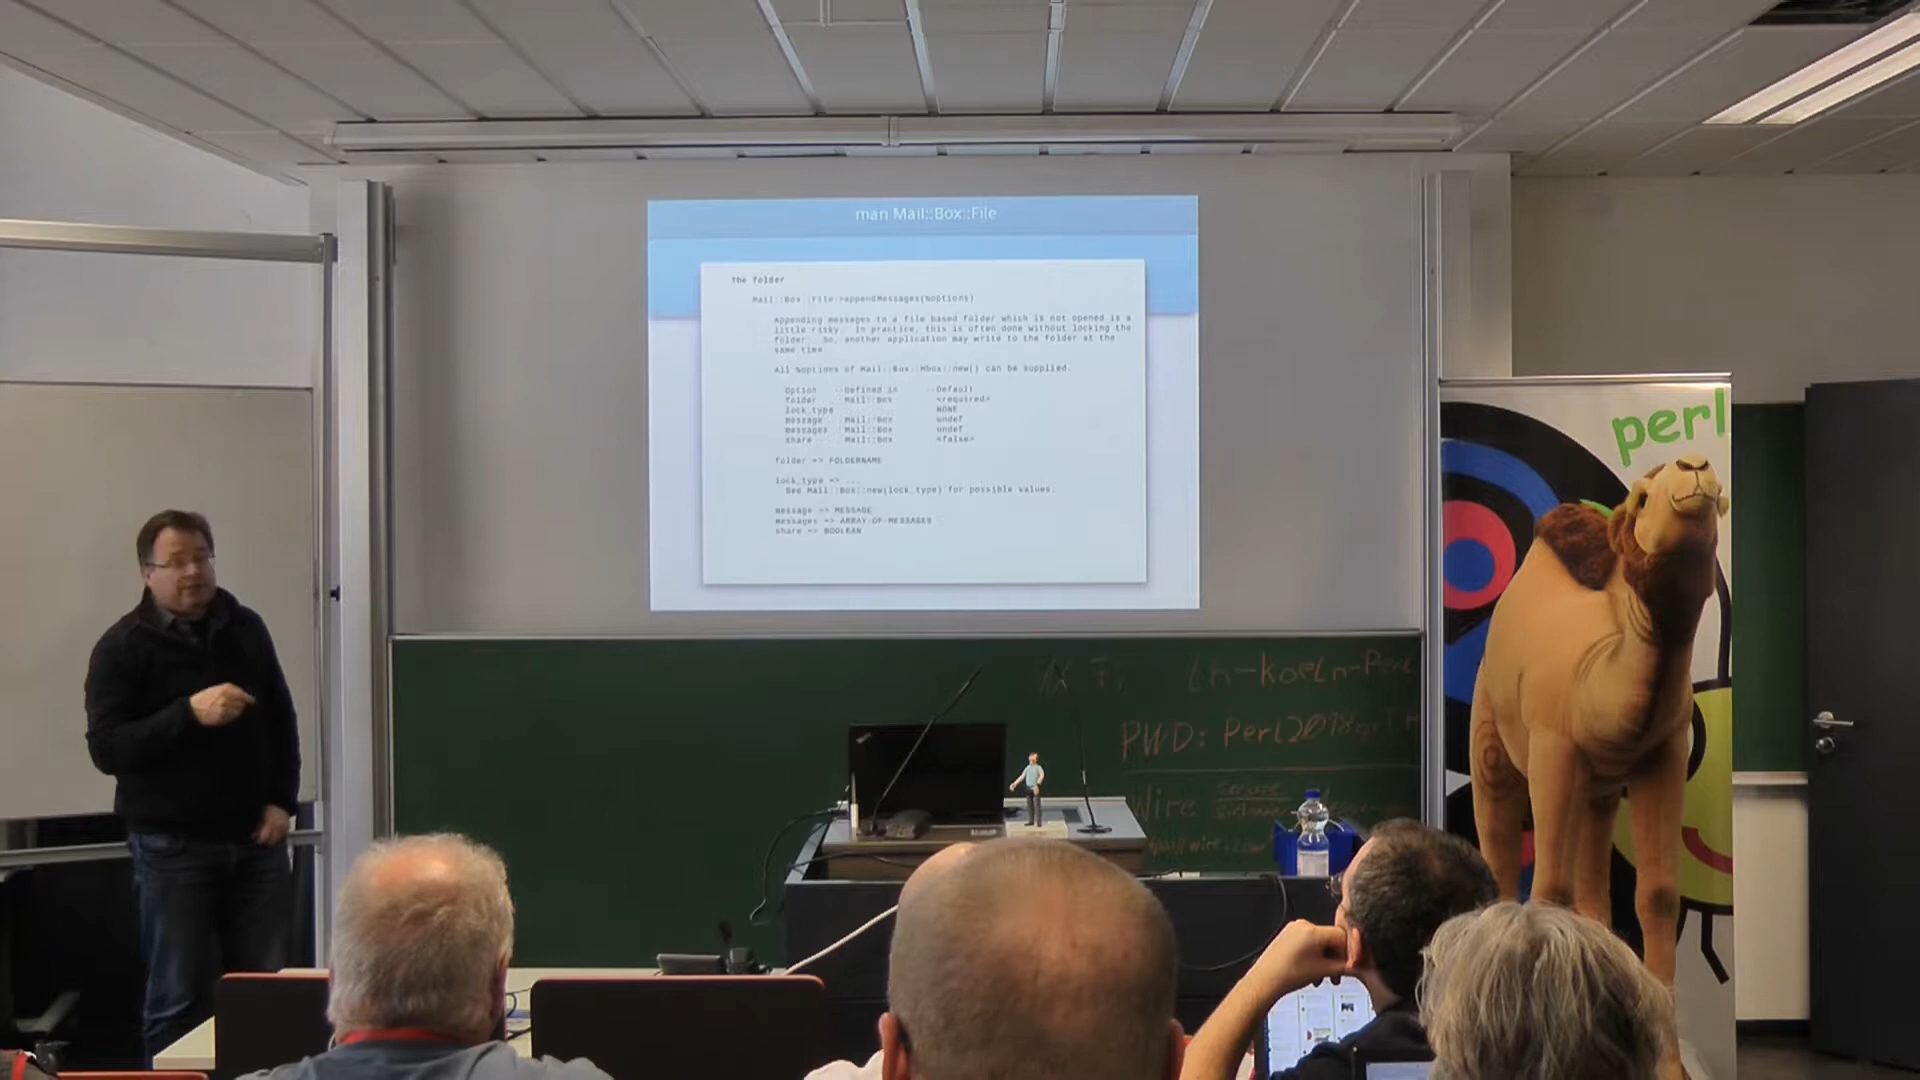 man Mail::Box::File
The folder
Mail::Box::File->appendMessages(%options)
Appending messages to a file based folder which is not opened is a
little risky.  In practice, this is often done without locking the
folder.  So, another application may write to the folder at the
same time.
All %options of Mail::Box::Mbox::new() can be supplied.
Option --Defined in --Default
folder Mail::Box <required>
lock_type NONE
message Mail::Box undef
messages Mail::Box undef
share Mail::Box <false>
folder => FOLDERNAME
lock_type => ...
See Mail::Box::new(lock_type) for possible values.
message => MESSAGE
messages => ARRAY-OF-MESSAGES
share => BOOLEAN
perl
Ln-KoeLn-Perl
PWD: Perl2018
Wire